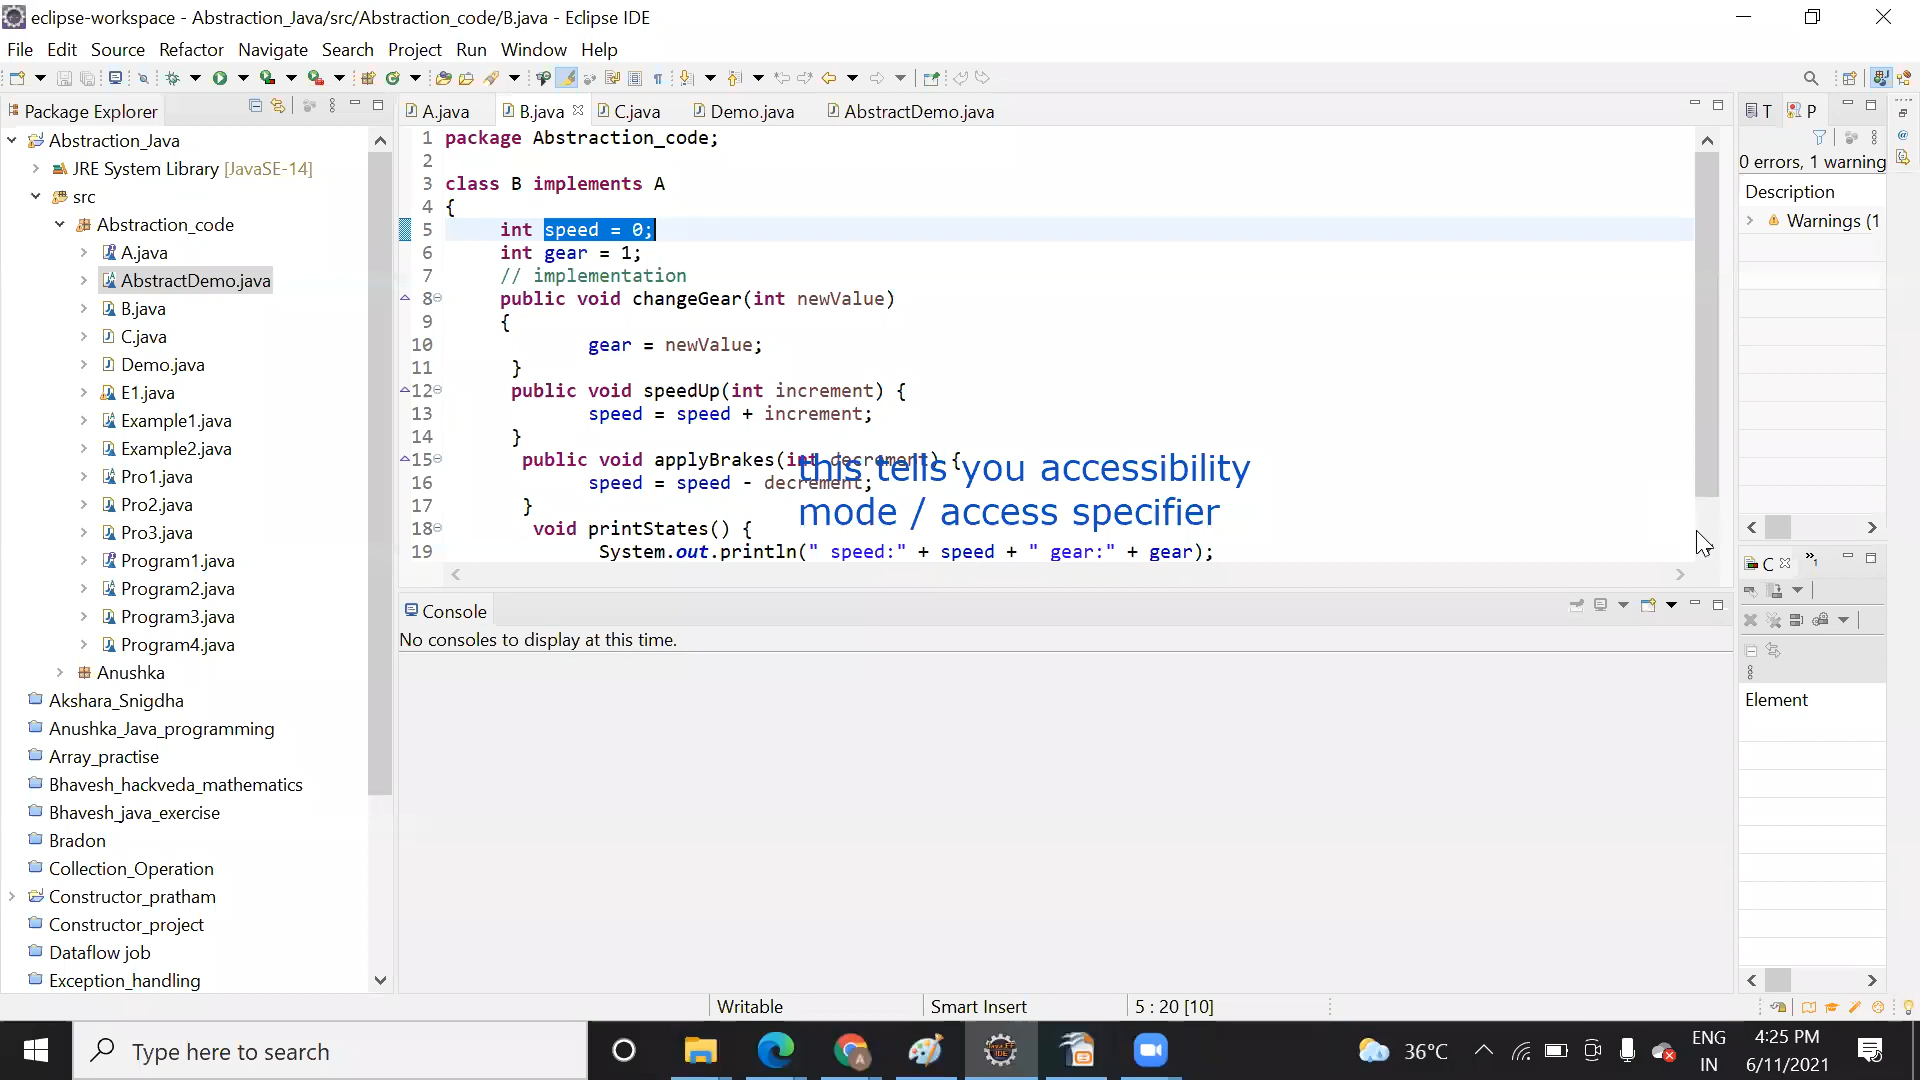 eclipse-workspace - Abstraction_Java/src/Abstraction_code/B.java - Eclipse IDE
File Edit Source Refactor Navigate Search Project Run Window Help
Package Explorer
Abstraction_Java
JRE System Library [JavaSE-14]
src
Abstraction_code
A.java
AbstractDemo.java
B.java
C.java
Demo.java
E1.java
Example1.java
Example2.java
Pro1.java
Pro2.java
Pro3.java
Program1.java
Program2.java
Program3.java
Program4.java
Anushka
Akshara_Snigdha
Anushka_Java_programming
Array_practise
Bhavesh_hackveda_mathematics
Bhavesh_java_exercise
Bradon
Collection_Operation
Constructor_pratham
Constructor_project
Dataflow job
Exception_handling
A.java B.java C.java Demo.java AbstractDemo.java
1 package Abstraction_code;
2
3 class B implements A
4 {
5 int speed = 0;
6 int gear = 1;
7 // implementation
8 public void changeGear(int newValue)
9 {
10 gear = newValue;
11 }
12 public void speedUp(int increment) {
13 speed = speed + increment;
14 }
15 public void applyBrakes(int decrement) {
16 speed = speed - decrement;
17 }
18 void printStates() {
19 System.out.println(" speed:" + speed + " gear:" + gear);
this tells you accessibility
mode / access specifier
Console
No consoles to display at this time.
T P
0 errors, 1 warning
Description
Warnings (1
C
Element
Writable Smart Insert 5 : 20 [10]
Type here to search
36°C
ENG
IN
4:25 PM
6/11/2021